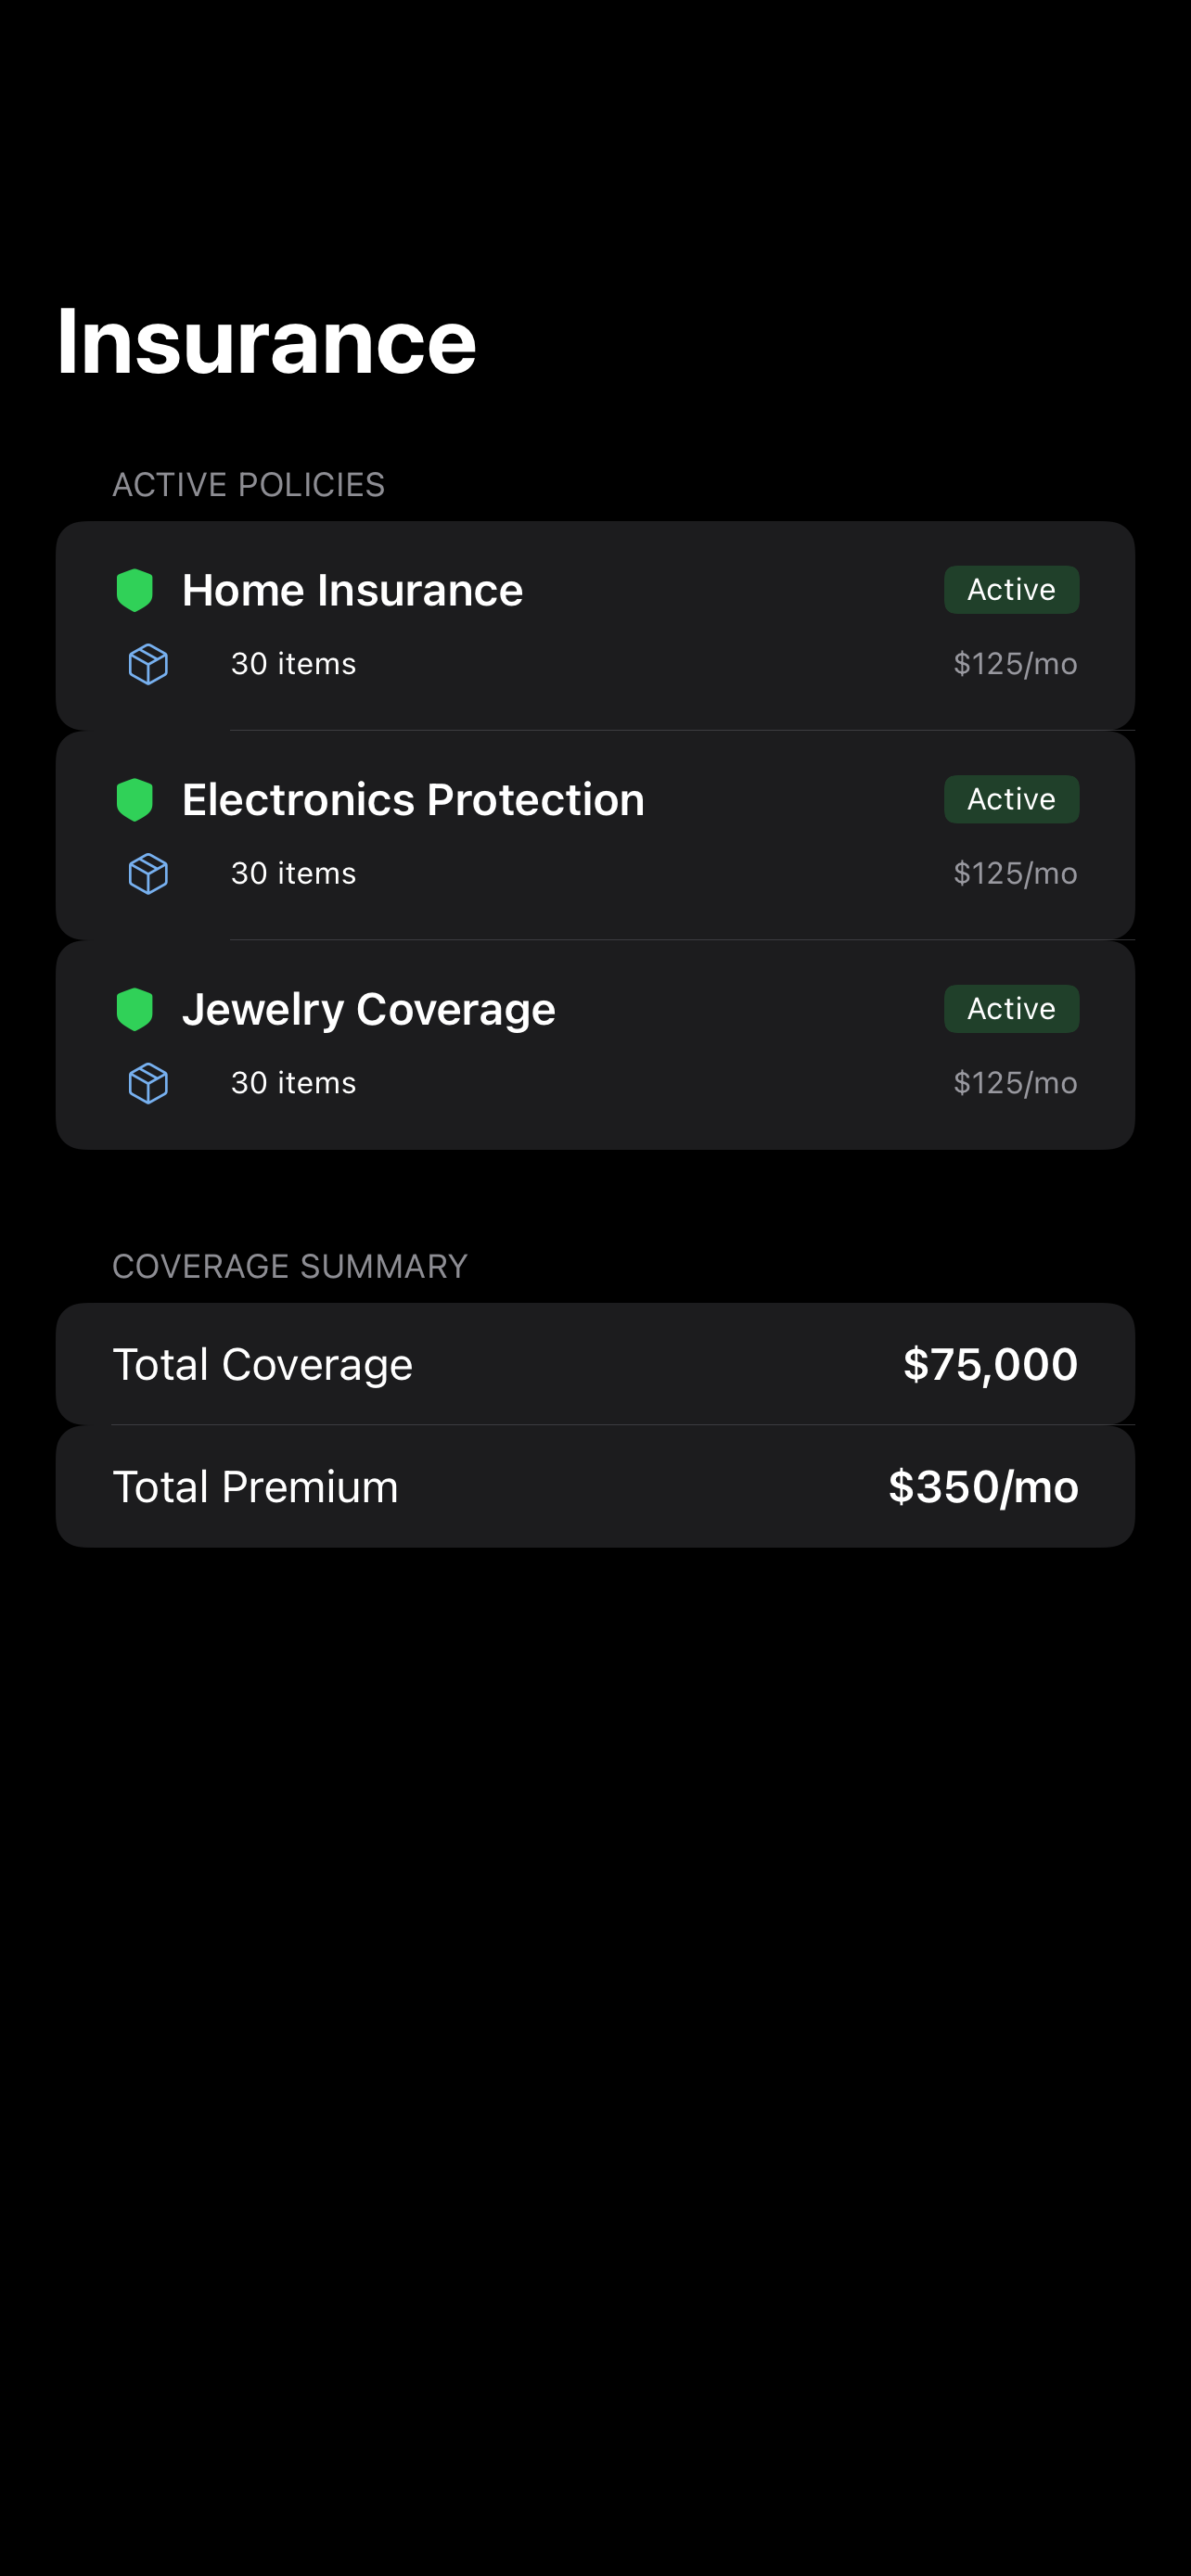 Insurance
ACTIVE POLICIES
Home Insurance Active
30 items $125/mo
Electronics Protection Active
30 items $125/mo
Jewelry Coverage Active
30 items $125/mo
COVERAGE SUMMARY
Total Coverage $75,000
Total Premium $350/mo